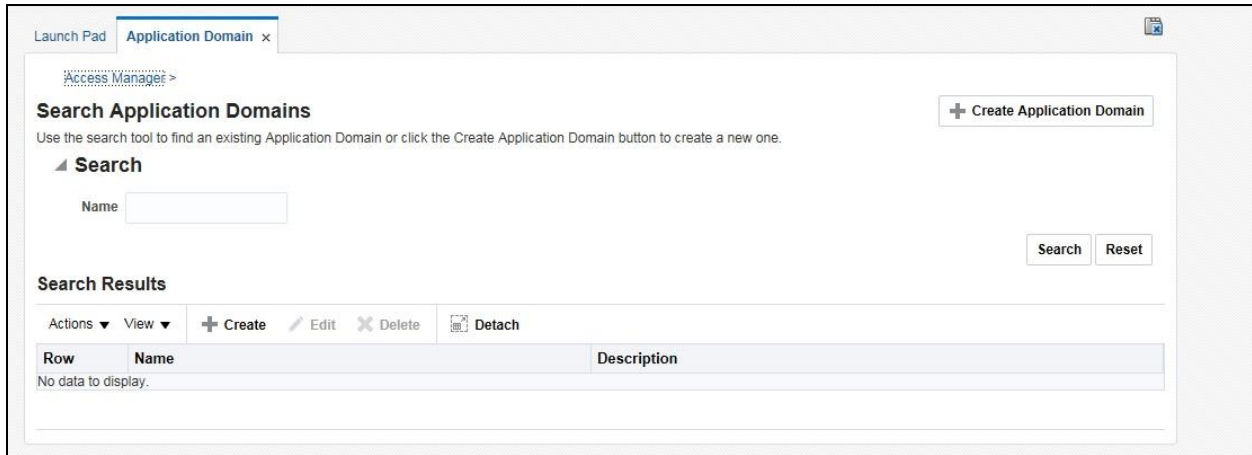 Launch Pad Application Domain x
Access Manager >
Search Application Domains
Create Application Domain
Use the search tool to find an existing Application Domain or click the Create Application Domain button to create a new one.
Search
Name
Search Reset
Search Results
Actions View Create Edit Delete Detach
Row Name Description
No data to display.